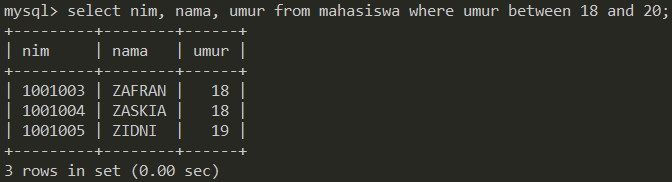 mysql> select nim, nama, umur from mahasiswa where umur between 18 and 20;
+---------+--------+------+
| nim     | nama   | umur |
+---------+--------+------+
| 1001003 | ZAFRAN |   18 |
| 1001004 | ZASKIA |   18 |
| 1001005 | ZIDNI  |   19 |
+---------+--------+------+
3 rows in set (0.00 sec)